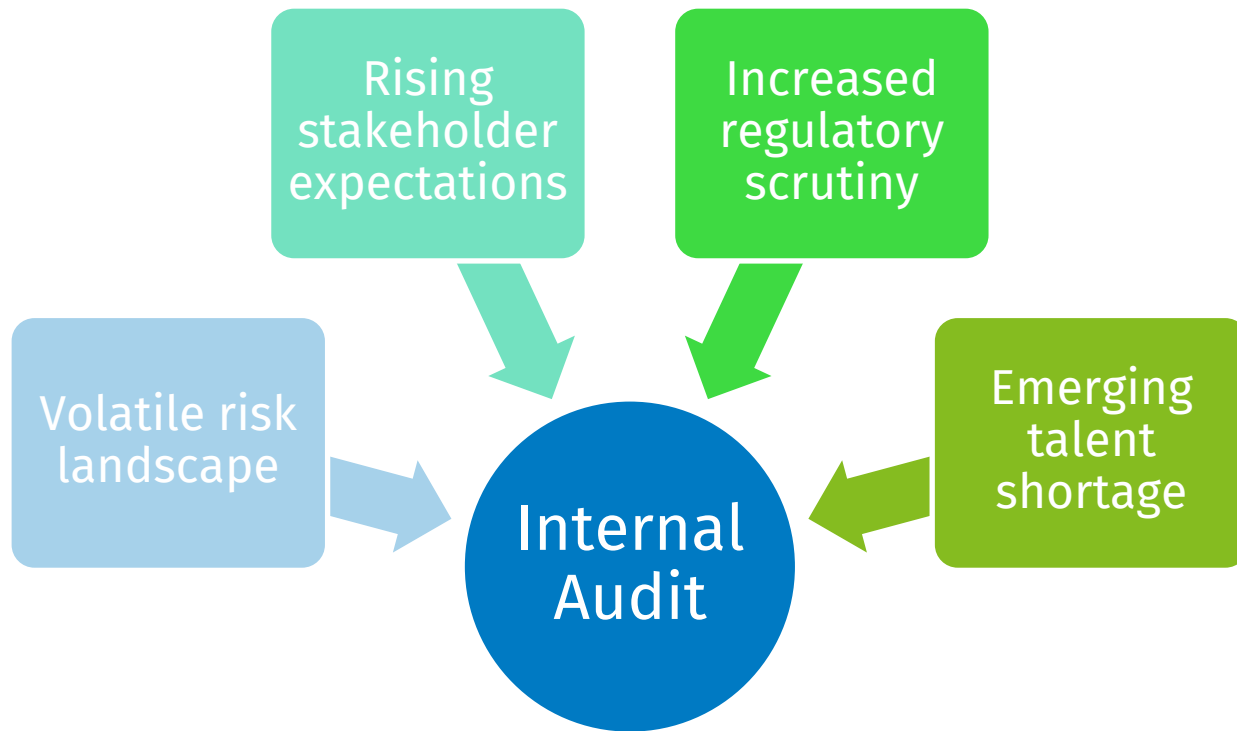 Rising
stakeholder
expectations
Increased
regulatory
scrutiny
Volatile risk
landscape
Emerging
talent
shortage
Internal
Audit